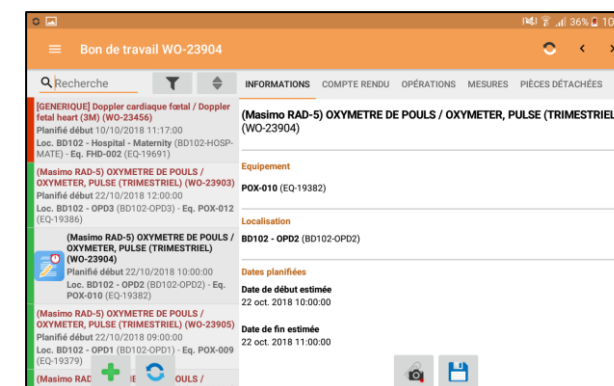 36% 10
Bon de travail WO-23904
Recherche
[GENERIQUE] Doppler cardiaque fœtal / Doppler
fetal heart (3M) (WO-23456)
Planifié début 10/10/2018 11:17:00
Loc. BD102 - Hospital - Maternity (BD102-HOSP-
MATE) - Eq. FHD-002 (EQ-19691)
(Masimo RAD-5) OXYMETRE DE POULS /
OXYMETER, PULSE (TRIMESTRIEL) (WO-23903)
Planifié début 22/10/2018 12:00:00
Loc. BD102 - OPD3 (BD102-OPD3) - Eq. POX-012
(EQ-19386)
(Masimo RAD-5) OXYMETRE DE POULS /
OXYMETER, PULSE (TRIMESTRIEL)
(WO-23904)
Planifié début 22/10/2018 10:00:00
Loc. BD102 - OPD2 (BD102-OPD2) - Eq.
POX-010 (EQ-19382)
(Masimo RAD-5) OXYMETRE DE POULS /
OXYMETER, PULSE (TRIMESTRIEL) (WO-23905)
Planifié début 22/10/2018 09:00:00
Loc. BD102 - OPD1 (BD102-OPD1) - Eq. POX-009
(EQ-19379)
(Masimo RAD OULS /
INFORMATIONS COMPTE RENDU OPÉRATIONS MESURES PIÈCES DÉTACHÉES
(Masimo RAD-5) OXYMETRE DE POULS / OXYMETER, PULSE (TRIMESTRIEL
(WO-23904)
Equipement
POX-010 (EQ-19382)
Localisation
BD102 - OPD2 (BD102-OPD2)
Dates planifiées
Date de début estimée
22 oct. 2018 10:00:00
Date de fin estimée
22 oct. 2018 11:00:00